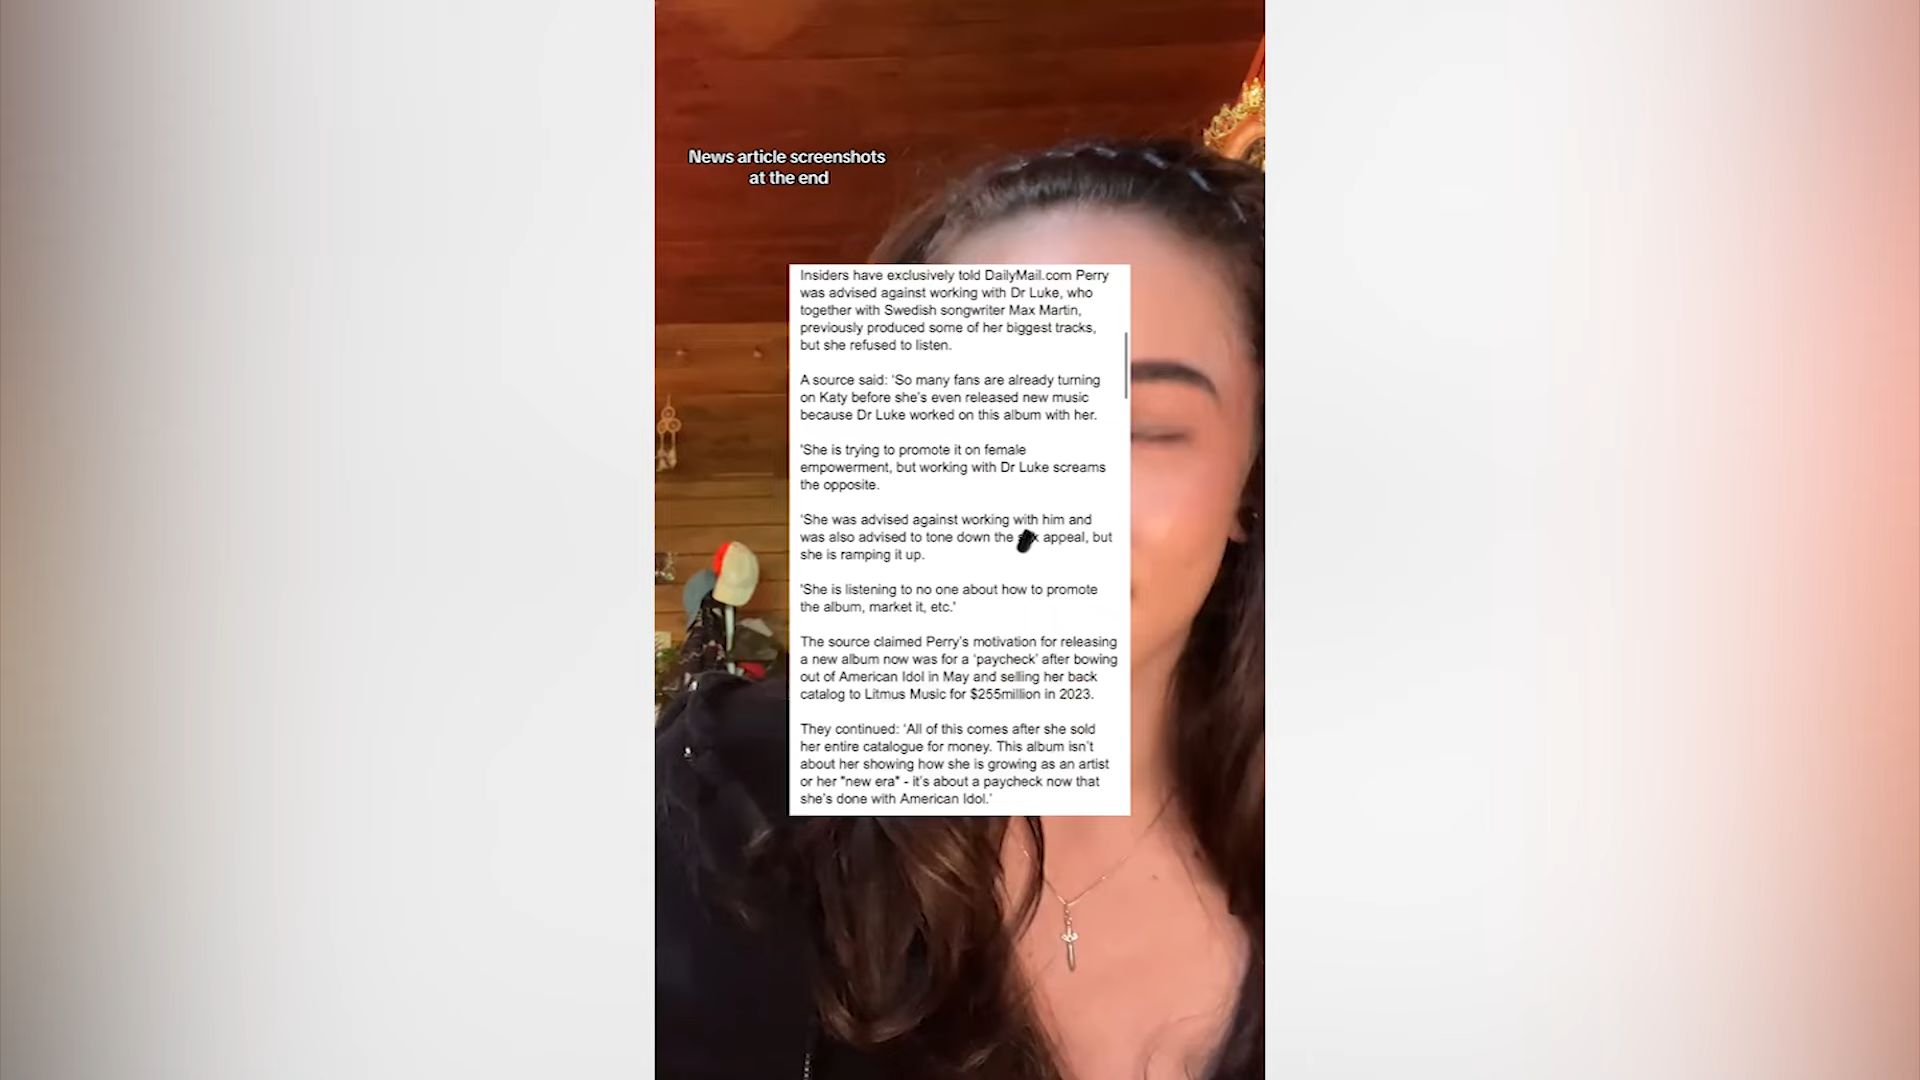 News article screenshots
at the end
Insiders have exclusively told DailyMail.com Perry
was advised against working with Dr Luke, who
together with Swedish songwriter Max Martin,
previously produced some of her biggest tracks,
but she refused to listen.
A source said: 'So many fans are already turning
on Katy before she's even released new music
because Dr Luke worked on this album with her.
'She is trying to promote it on female
empowerment, but working with Dr Luke screams
the opposite.
'She was advised against working with him and
was also advised to tone down the appeal, but
she is ramping it up.
'She is listening to no one about how to promote
the album, market it, etc.'
The source claimed Perry's motivation for releasing
a new album now was for a 'paycheck' after bowing
out of American Idol in May and selling her back
catalog to Litmus Music for $255million in 2023.
They continued: 'All of this comes after she sold
her entire catalogue for money. This album isn't
about her showing how she is growing as an artist
or her "new era" - it's about a paycheck now that
she's done with American Idol.'